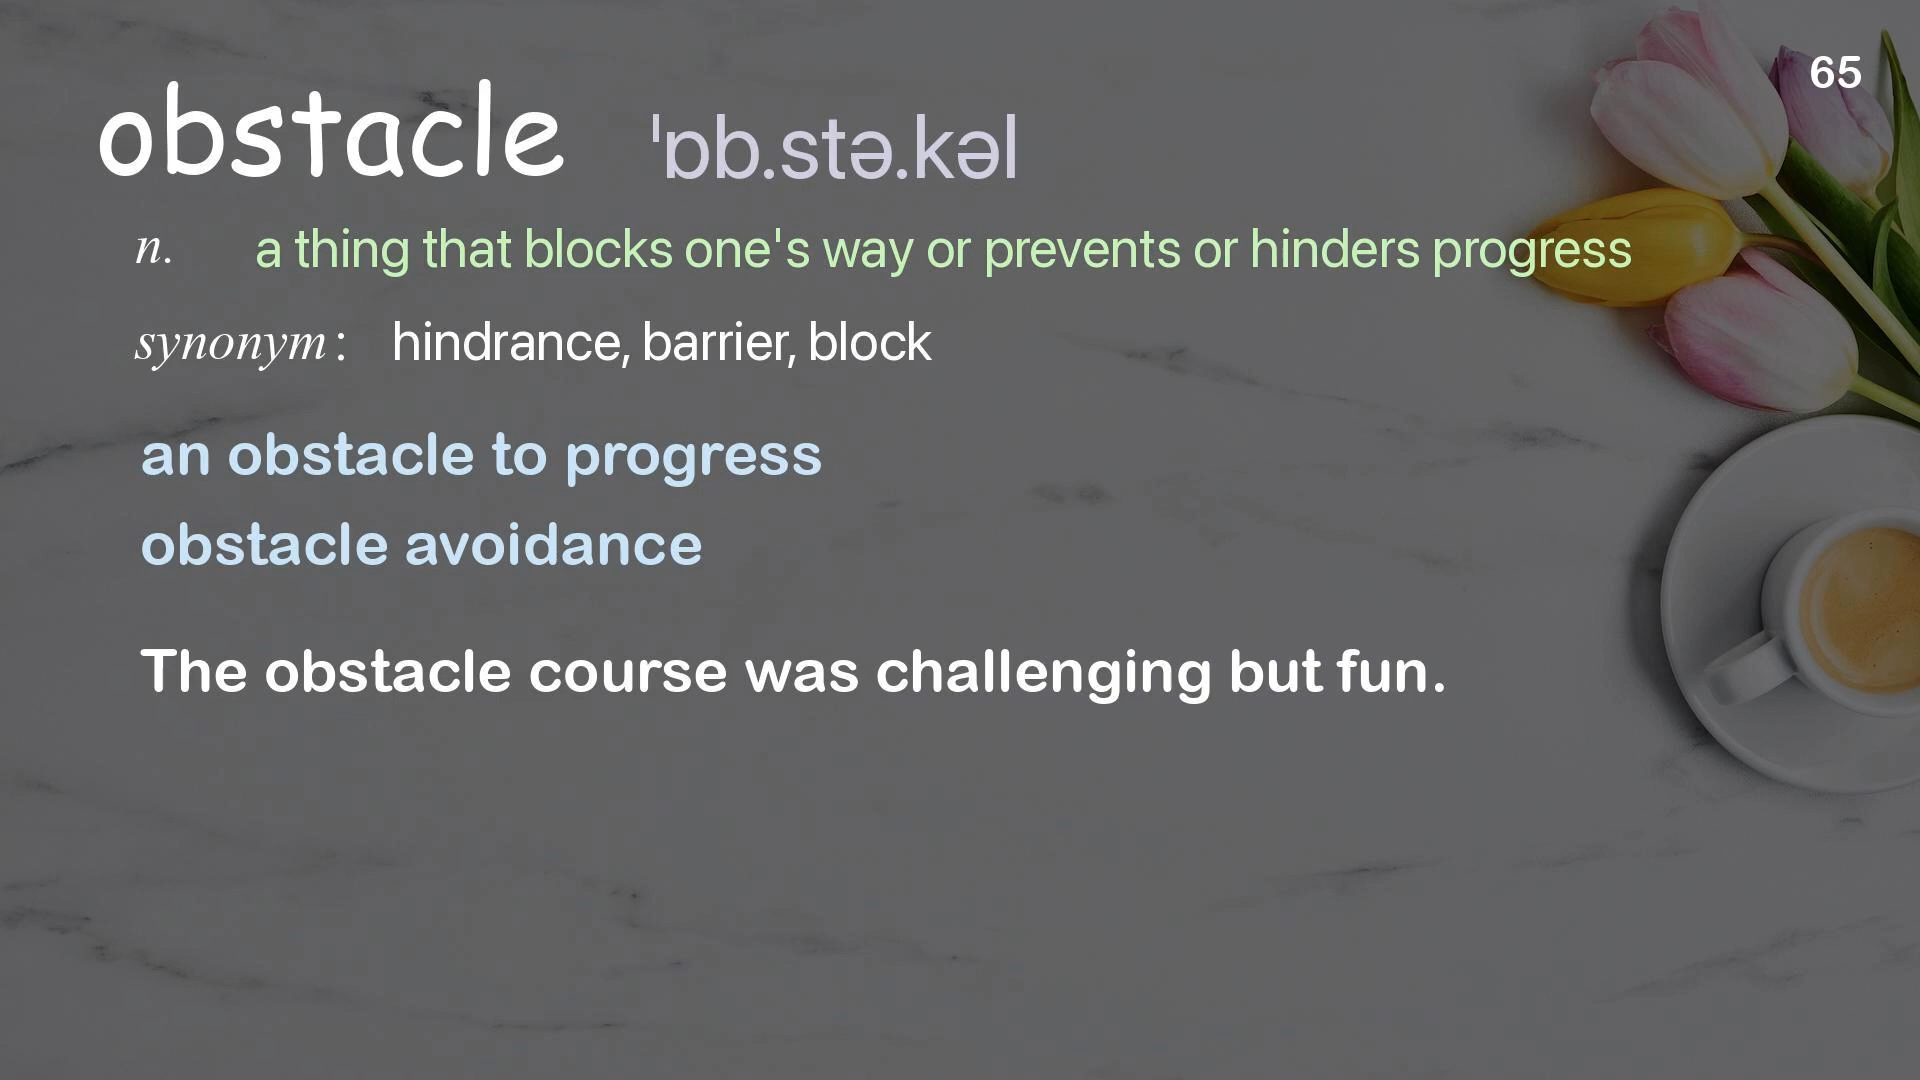 65
obstacle ˈɒb.stə.kəl
n. a thing that blocks one's way or prevents or hinders progress
synonym: hindrance, barrier, block
an obstacle to progress
obstacle avoidance
The obstacle course was challenging but fun.